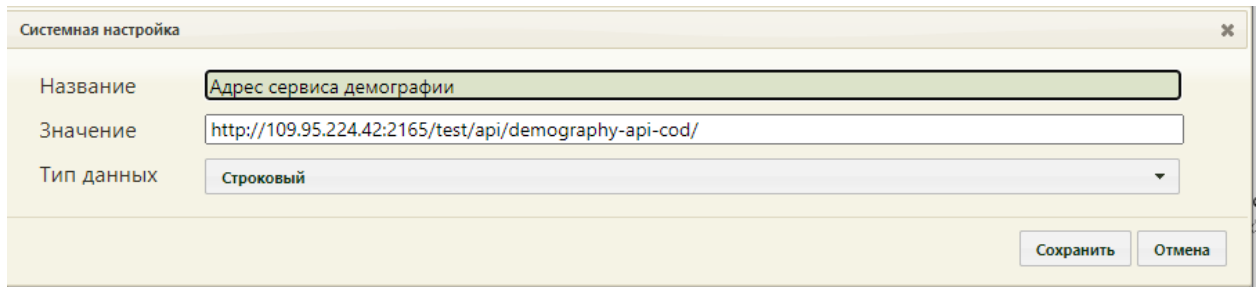 Системная настройка
Название Адрес сервиса демографии
Значение http://109.95.224.42:2165/test/api/demography-api-cod/
Тип данных Строковый
Сохранить Отмена